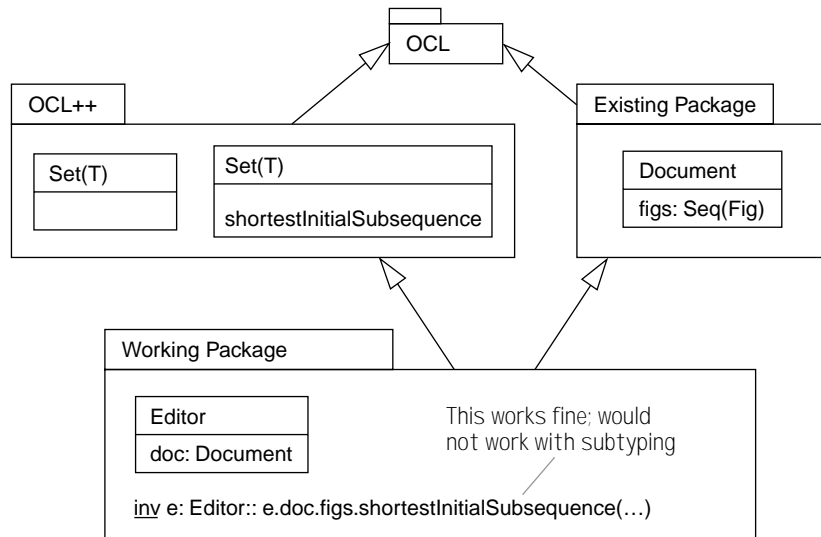 OCL
OCL++
Existing Package
Set(T)
Set(T)
shortestInitialSubsequence
Document
figs: Seq(Fig)
Working Package
Editor
doc: Document
This works fine; would
not work with subtyping
inv e: Editor:: e.doc.figs.shortestInitialSubsequence(…)